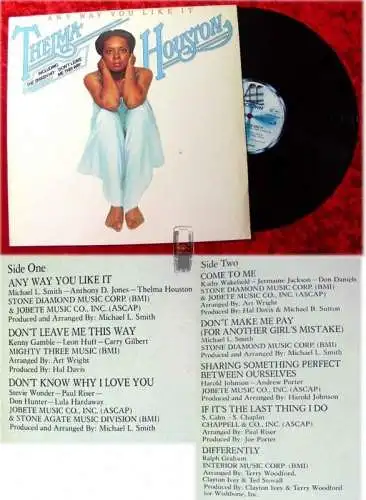 ANY WAY YOU LIKE IT
THELMA HOUSTON
INCLUDING
THE SMASH HIT "DON'T LEAVE
ME THIS WAY"
Side One
ANY WAY YOU LIKE IT
Michael L. Smith – Anthony D. Jones – Thelma Houston
STONE DIAMOND MUSIC CORP. (BMI)
& JOBETE MUSIC CO., INC. (ASCAP)
Produced and Arranged By: Michael L. Smith
DON'T LEAVE ME THIS WAY
Kenny Gamble – Leon Huff – Carry Gilbert
MIGHTY THREE MUSIC (BMI)
Arranged By: Art Wright
Produced By: Hal Davis
DON'T KNOW WHY I LOVE YOU
Stevie Wonder – Paul Riser –
Don Hunter – Lula Hardaway
JOBETE MUSIC CO., INC. (ASCAP)
& STONE AGATE MUSIC DIVISION (BMI)
Produced and Arranged By: Michael L. Smith
Side Two
COME TO ME
Kathy Wakefield – Jermaine Jackson – Don Daniels
STONE DIAMOND MUSIC CORP. (BMI)
& JOBETE MUSIC CO., INC. (ASCAP)
Arranged By: Art Wright
Produced By: Hal Davis & Michael B. Sutton
DON'T MAKE ME PAY
(FOR ANOTHER GIRL'S MISTAKE)
Michael L. Smith
STONE DIAMOND MUSIC CORP. (BMI)
Produced and Arranged By: Michael L. Smith
SHARING SOMETHING PERFECT
BETWEEN OURSELVES
Harold Johnson – Andrew Porter
JOBETE MUSIC CO., INC. (ASCAP)
Produced and Arranged By: Harold Johnson
IF IT'S THE LAST THING I DO
S. Cahn – S. Chaplin
CHAPPELL & CO., INC. (ASCAP)
Arranged By: Paul Riser
Produced By: Joe Porter
DIFFERENTLY
Ralph Graham
INTERIOR MUSIC CORP. (BMI)
Arranged By: Terry Woodford,
Clayton Ivey & Ted Stovall
Produced By: Clayton Ivey & Terry Woodford
for Wishbone, Inc.